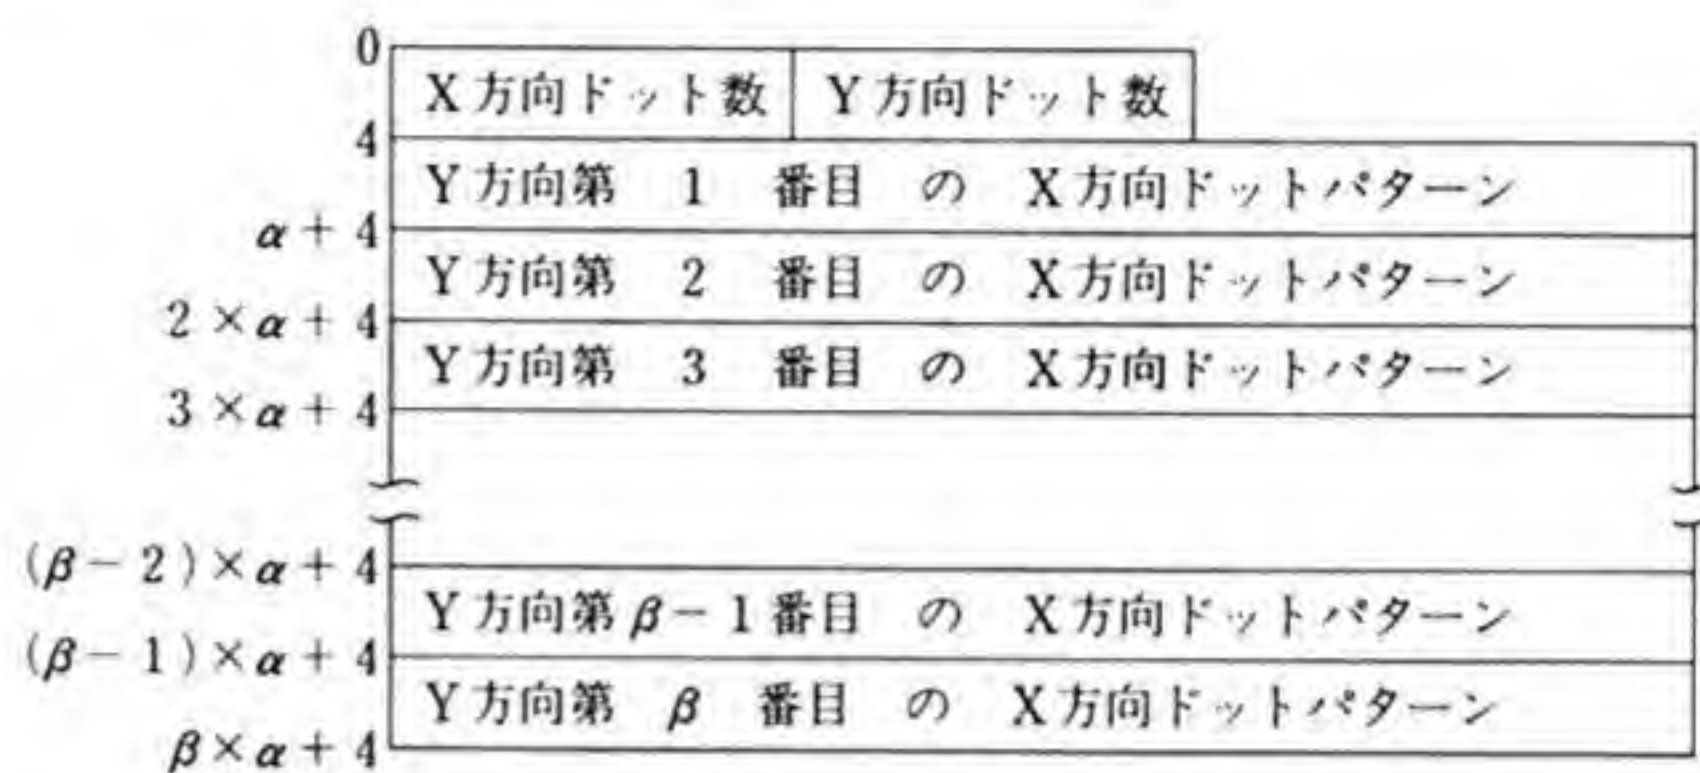 0
X方向ドット数 Y方向ドット数
4
Y方向第 1 番目 の X方向ドットパターン
α+4
Y方向第 2 番目 の X方向ドットパターン
2×α+4
Y方向第 3 番目 の X方向ドットパターン
3×α+4
(β-2)×α+4
Y方向第β-1番目 の X方向ドットパターン
(β-1)×α+4
Y方向第 β 番目 の X方向ドットパターン
β×α+4